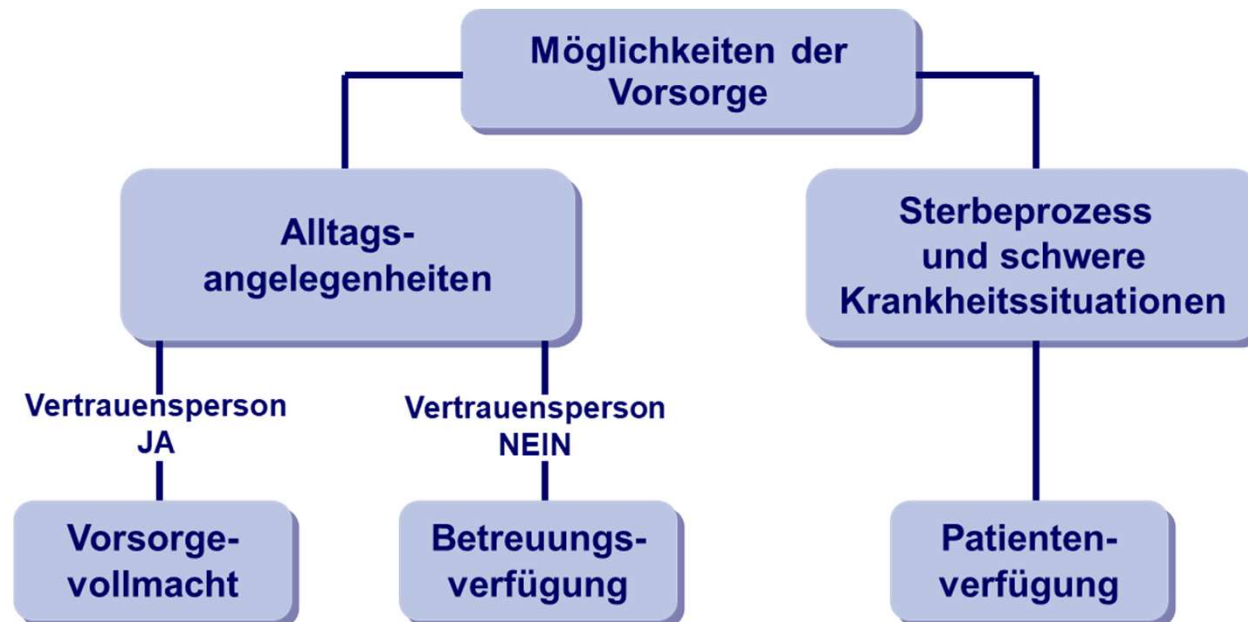 Möglichkeiten der
Vorsorge
Alltags-
angelegenheiten
Sterbeprozess
und schwere
Krankheitssituationen
Vertrauensperson
JA
Vertrauensperson
NEIN
Vorsorge-
vollmacht
Betreuungs-
verfügung
Patienten-
verfügung